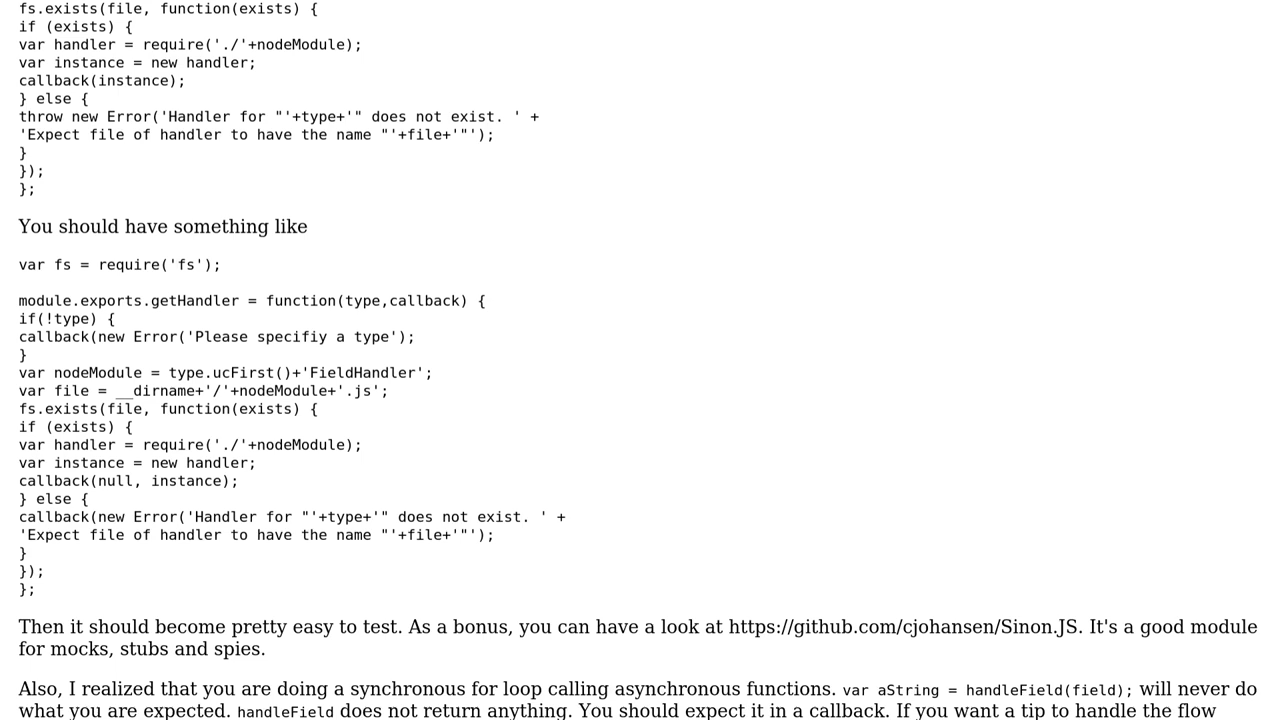 fs.exists(file, function(exists) {
if (exists) {
var handler = require('./'+nodeModule);
var instance = new handler;
callback(instance);
} else {
throw new Error('Handler for "'+type+'" does not exist. ' +
'Expect file of handler to have the name "'+file+'"');
}
});
};
You should have something like
var fs = require('fs');
module.exports.getHandler = function(type,callback) {
if(!type) {
callback(new Error('Please specifiy a type');
}
var nodeModule = type.ucFirst()+'FieldHandler';
var file = __dirname+'/'+nodeModule+'.js';
fs.exists(file, function(exists) {
if (exists) {
var handler = require('./'+nodeModule);
var instance = new handler;
callback(null, instance);
} else {
callback(new Error('Handler for "'+type+'" does not exist. ' +
'Expect file of handler to have the name "'+file+'"');
}
});
};
Then it should become pretty easy to test. As a bonus, you can have a look at https://github.com/cjohansen/Sinon.JS. It's a good module
for mocks, stubs and spies.
Also, I realized that you are doing a synchronous for loop calling asynchronous functions. var aString = handleField(field); will never do
what you are expected. handleField does not return anything. You should expect it in a callback. If you want a tip to handle the flow